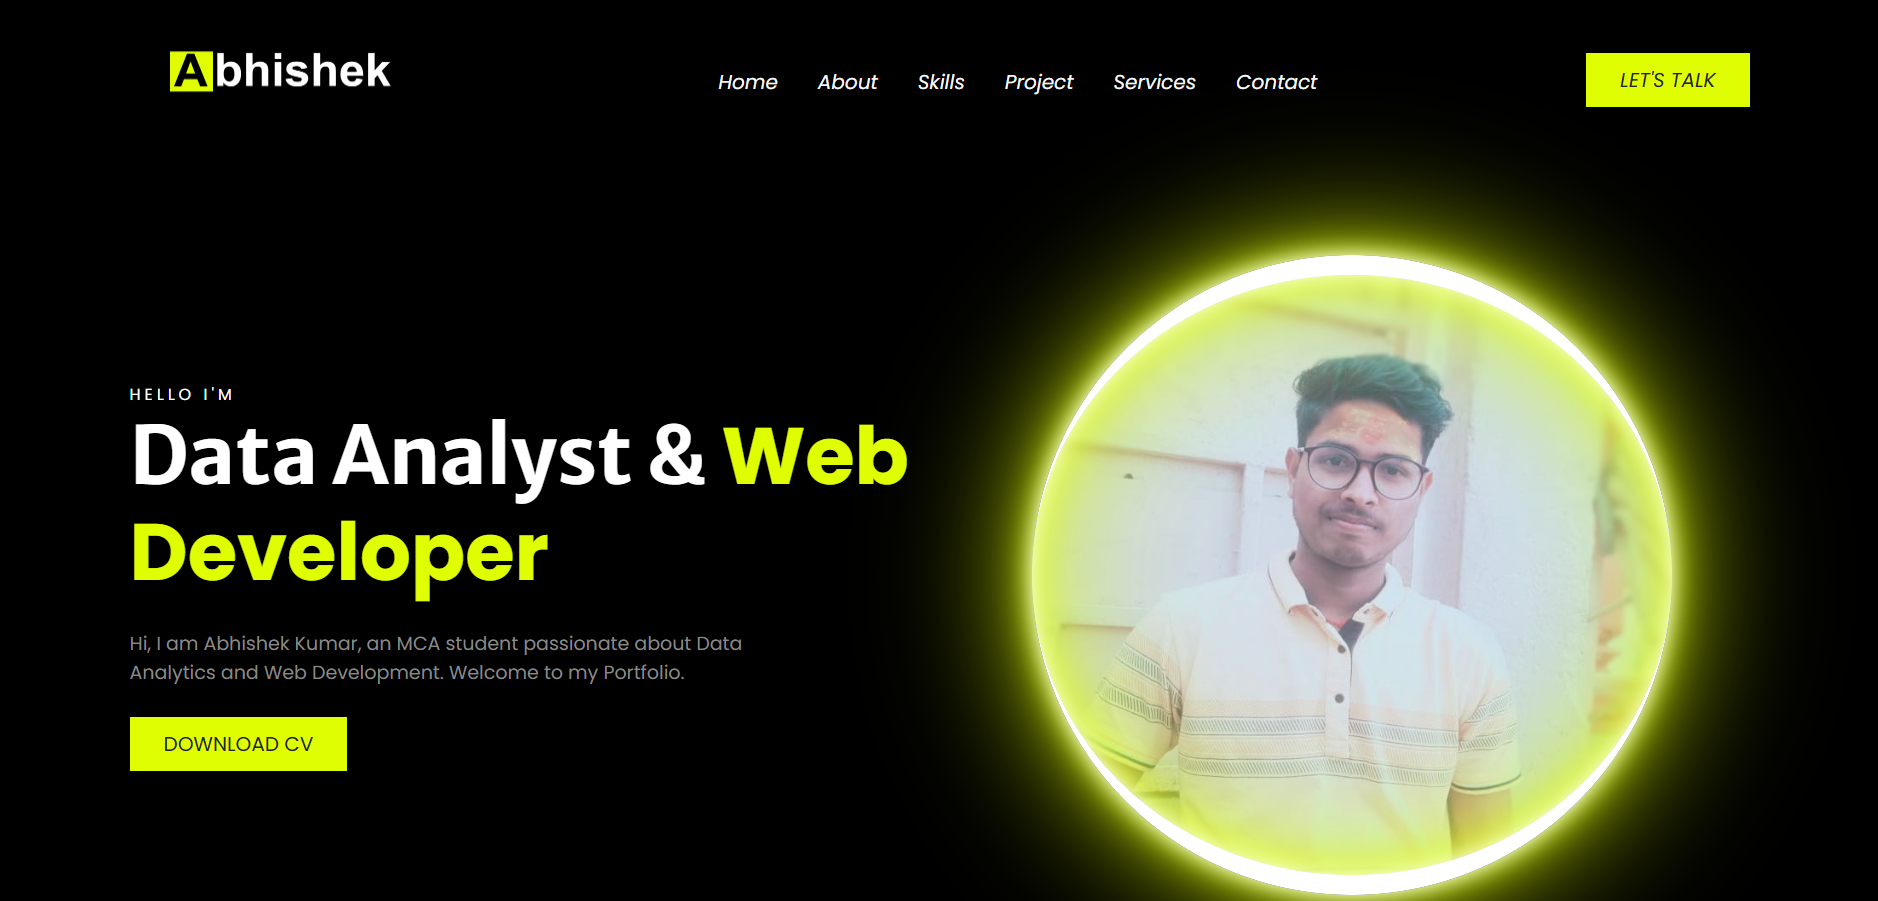 Abhishek
Home About Skills Project Services Contact
LET'S TALK
HELLO I'M
Data Analyst & Web
Developer
Hi, I am Abhishek Kumar, an MCA student passionate about Data
Analytics and Web Development. Welcome to my Portfolio.
DOWNLOAD CV